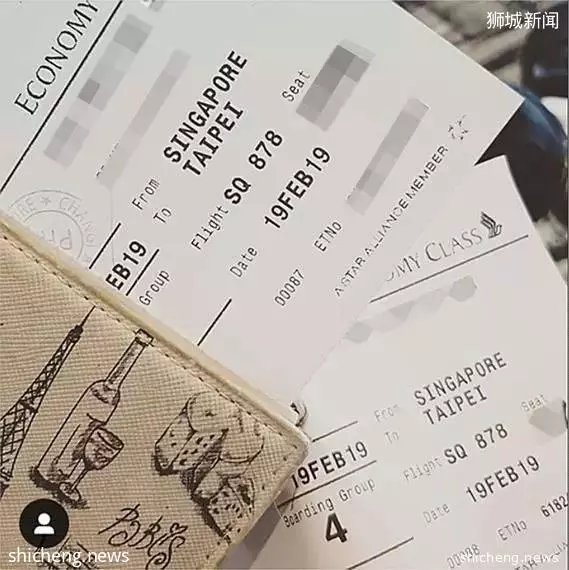 狮城新闻
ECONOMY
From SINGAPORE
To TAIPEI
Flight SQ 878 Seat
Date 19FEB19
00087 ETNo
A STAR ALLIANCE MEMBER
CHANGI
EB19
Group
OMY CLASS
From SINGAPORE
To TAIPEI
Flight SQ 878 Seat
Date 19FEB19
ETNo 6182
19FEB19
Boarding Group
4
shicheng.news
shicheng.news